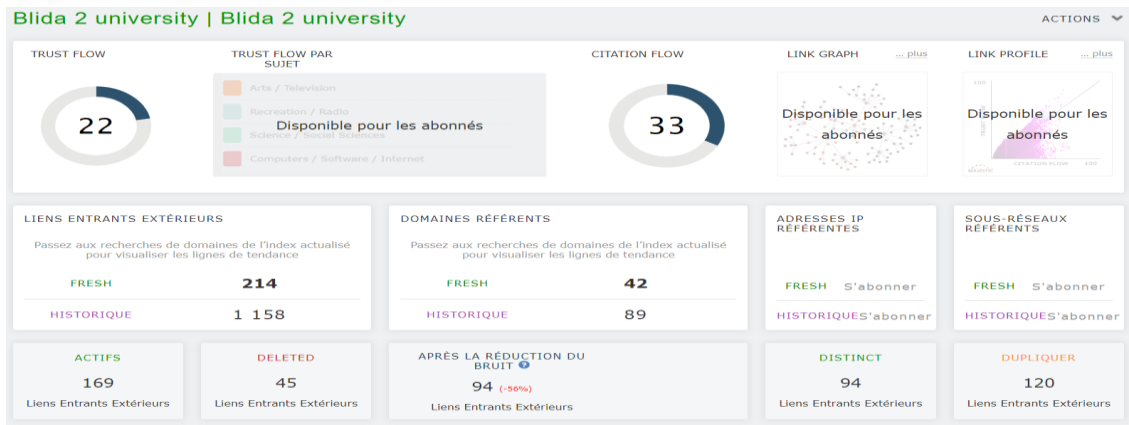 Blida 2 university | Blida 2 university
ACTIONS
TRUST FLOW
22
TRUST FLOW PAR
SUJET
Arts / Television
Recreation / Radio
Disponible pour les abonnés
Science / Social Sciences
Computers / Software / Internet
CITATION FLOW
33
LINK GRAPH
... plus
Disponible pour les
abonnés
LINK PROFILE
... plus
Disponible pour les
abonnés
CITATION FLOW
LIENS ENTRANTS EXTÉRIEURS
Passez aux recherches de domaines de l'index actualisé
pour visualiser les lignes de tendance
FRESH 214
HISTORIQUE 1 158
DOMAINES RÉFÉRENTS
Passez aux recherches de domaines de l'index actualisé
pour visualiser les lignes de tendance
FRESH 42
HISTORIQUE 89
ADRESSES IP
RÉFÉRENTES
FRESH S'abonner
HISTORIQUES'abonner
SOUS-RÉSEAUX
RÉFÉRENTS
FRESH S'abonner
HISTORIQUES'abonner
ACTIFS
169
Liens Entrants Extérieurs
DELETED
45
Liens Entrants Extérieurs
APRÈS LA RÉDUCTION DU
BRUIT ?
94 (-56%)
Liens Entrants Extérieurs
DISTINCT
94
Liens Entrants Extérieurs
DUPLIQUER
120
Liens Entrants Extérieurs